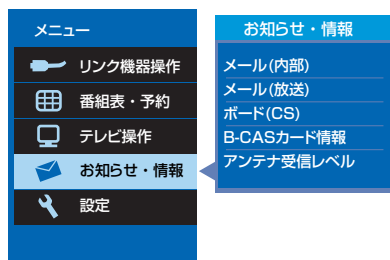 メニュー
リンク機器操作
番組表・予約
テレビ操作
お知らせ・情報
設定
お知らせ・情報
メール(内部)
メール(放送)
ボード(CS)
B-CASカード情報
アンテナ受信レベル